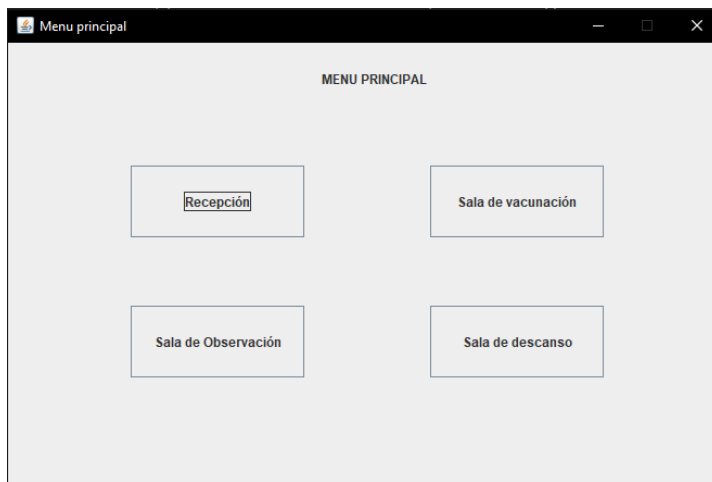 Menu principal
MENU PRINCIPAL
Recepción
Sala de vacunación
Sala de Observación
Sala de descanso